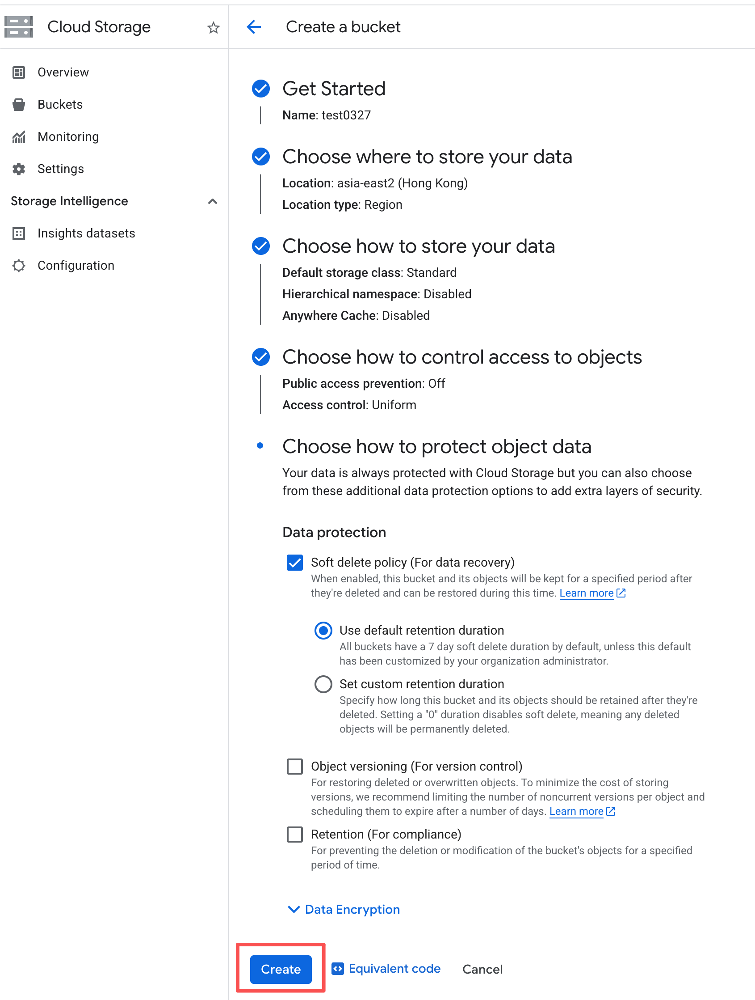 Cloud Storage
Create a bucket
Overview
Buckets
Monitoring
Settings
Storage Intelligence
Insights datasets
Configuration
Get Started
Name: test0327
Choose where to store your data
Location: asia-east2 (Hong Kong)
Location type: Region
Choose how to store your data
Default storage class: Standard
Hierarchical namespace: Disabled
Anywhere Cache: Disabled
Choose how to control access to objects
Public access prevention: Off
Access control: Uniform
Choose how to protect object data
Your data is always protected with Cloud Storage but you can also choose
from these additional data protection options to add extra layers of security.
Data protection
Soft delete policy (For data recovery)
When enabled, this bucket and its objects will be kept for a specified period after
they're deleted and can be restored during this time. Learn more
Use default retention duration
All buckets have a 7 day soft delete duration by default, unless this default
has been customized by your organization administrator.
Set custom retention duration
Specify how long this bucket and its objects should be retained after they're
deleted. Setting a "0" duration disables soft delete, meaning any deleted
objects will be permanently deleted.
Object versioning (For version control)
For restoring deleted or overwritten objects. To minimize the cost of storing
versions, we recommend limiting the number of noncurrent versions per object and
scheduling them to expire after a number of days. Learn more
Retention (For compliance)
For preventing the deletion or modification of the bucket's objects for a specified
period of time.
Data Encryption
Create
Equivalent code
Cancel